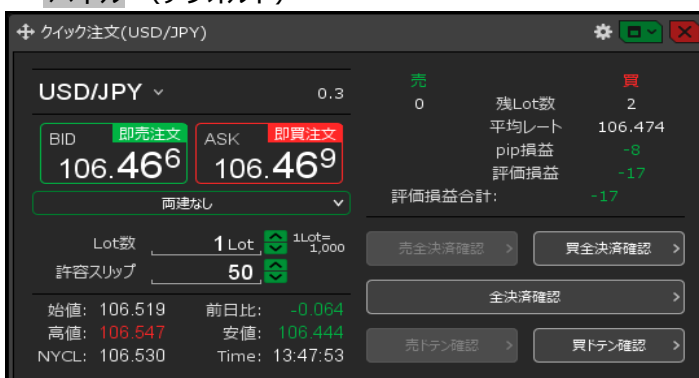 クイック注文(USD/JPY)
USD/JPY
0.3
BID
即売注文
106.466
ASK
即買注文
106.469
両建なし
Lot数
1 Lot
1Lot=
1,000
許容スリップ
50
始値: 106.519
前日比: -0.064
高値: 106.547
安値: 106.444
NYCL: 106.530
Time: 13:47:53
売
買
0
残Lot数
2
平均レート
106.474
pip損益
-8
評価損益
-17
評価損益合計:
-17
売全決済確認
買全決済確認
全決済確認
売ドテン確認
買ドテン確認